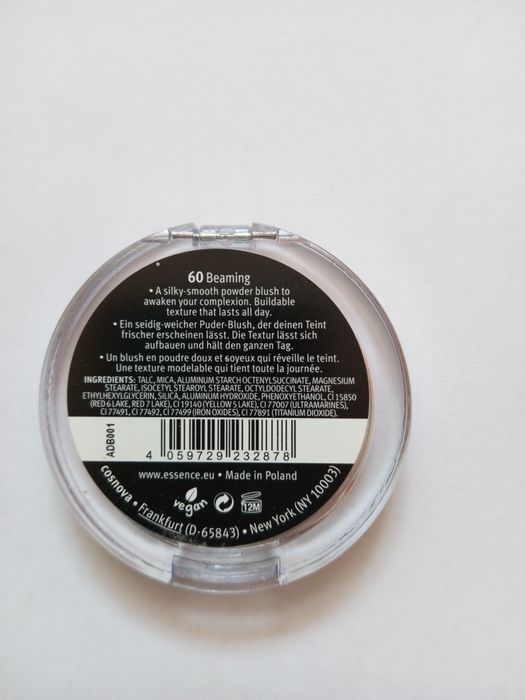 60 Beaming
• A silky-smooth powder blush to
awaken your complexion. Buildable
texture that lasts all day.
• Ein seidig-weicher Puder-Blush, der deinen Teint
frischer erscheinen lässt. Die Textur lässt sich
aufbauen und hält den ganzen Tag.
• Un blush en poudre doux et soyeux qui réveille le teint.
Une texture modelable qui tient toute la journée.
INGREDIENTS: TALC, MICA, ALUMINUM STARCH OCTENYLSUCCINATE, MAGNESIUM
STEARATE, ISOCETYL STEAROYL STEARATE, OCTYLDODECYL STEARATE,
ETHYLHEXYLGLYCERIN, SILICA, ALUMINUM HYDROXIDE, PHENOXYETHANOL, CI 15850
(RED 6 LAKE, RED 7 LAKE), CI 19140 (YELLOW 5 LAKE), CI 77007 (ULTRAMARINES),
CI 77491, CI 77492, CI 77499 (IRON OXIDES), CI 77891 (TITANIUM DIOXIDE).
ADB001
4 059729 232878
www.essence.eu • Made in Poland
vegan
12M
cosnova • Frankfurt (D-65843) • New York (NY 10003)